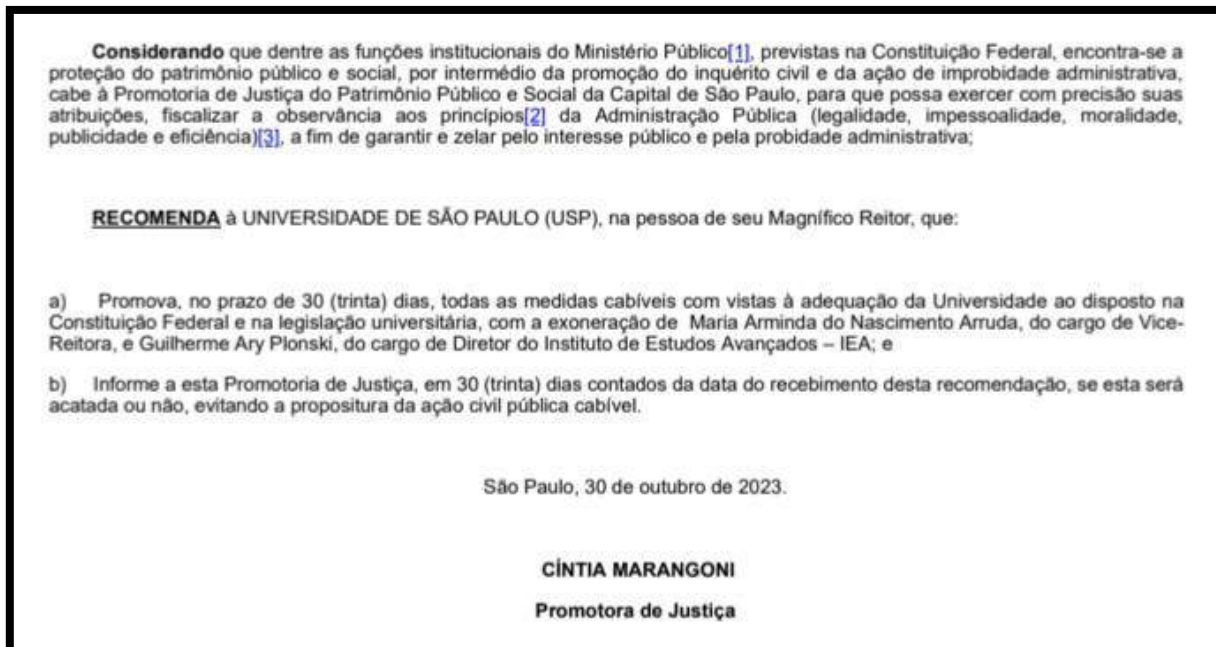 Considerando que dentre as funções institucionais do Ministério Público[1], previstas na Constituição Federal, encontra-se a
proteção do patrimônio público e social, por intermédio da promoção do inquérito civil e da ação de improbidade administrativa,
cabe à Promotoria de Justiça do Patrimônio Público e Social da Capital de São Paulo, para que possa exercer com precisão suas
atribuições, fiscalizar a observância aos princípios[2] da Administração Pública (legalidade, impessoalidade, moralidade,
publicidade e eficiência)[3], a fim de garantir e zelar pelo interesse público e pela probidade administrativa;
RECOMENDA à UNIVERSIDADE DE SÃO PAULO (USP), na pessoa de seu Magnífico Reitor, que:
a) Promova, no prazo de 30 (trinta) dias, todas as medidas cabíveis com vistas à adequação da Universidade ao disposto na
Constituição Federal e na legislação universitária, com a exoneração de Maria Arminda do Nascimento Arruda, do cargo de Vice-
Reitora, e Guilherme Ary Plonski, do cargo de Diretor do Instituto de Estudos Avançados – IEA; e
b) Informe a esta Promotoria de Justiça, em 30 (trinta) dias contados da data do recebimento desta recomendação, se esta será
acatada ou não, evitando a propositura da ação civil pública cabível.
São Paulo, 30 de outubro de 2023.
CÍNTIA MARANGONI
Promotora de Justiça